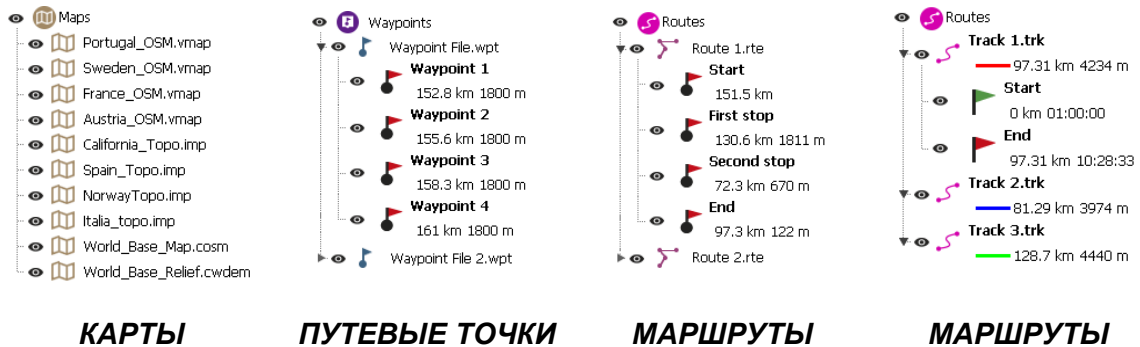 Maps
Portugal_OSM.vmap
Sweden_OSM.vmap
France_OSM.vmap
Austria_OSM.vmap
California_Topo.imp
Spain_Topo.imp
NorwayTopo.imp
Italia_topo.imp
World_Base_Map.cosm
World_Base_Relief.cwdem
КАРТЫ
Waypoints
Waypoint File.wpt
Waypoint 1
152.8 km 1800 m
Waypoint 2
155.6 km 1800 m
Waypoint 3
158.3 km 1800 m
Waypoint 4
161 km 1800 m
Waypoint File 2.wpt
ПУТЕВЫЕ ТОЧКИ
Routes
Route 1.rte
Start
151.5 km
First stop
130.6 km 1811 m
Second stop
72.3 km 670 m
End
97.3 km 122 m
Route 2.rte
МАРШРУТЫ
Routes
Track 1.trk
97.31 km 4234 m
Start
0 km 01:00:00
End
97.31 km 10:28:33
Track 2.trk
81.29 km 3974 m
Track 3.trk
128.7 km 4440 m
МАРШРУТЫ